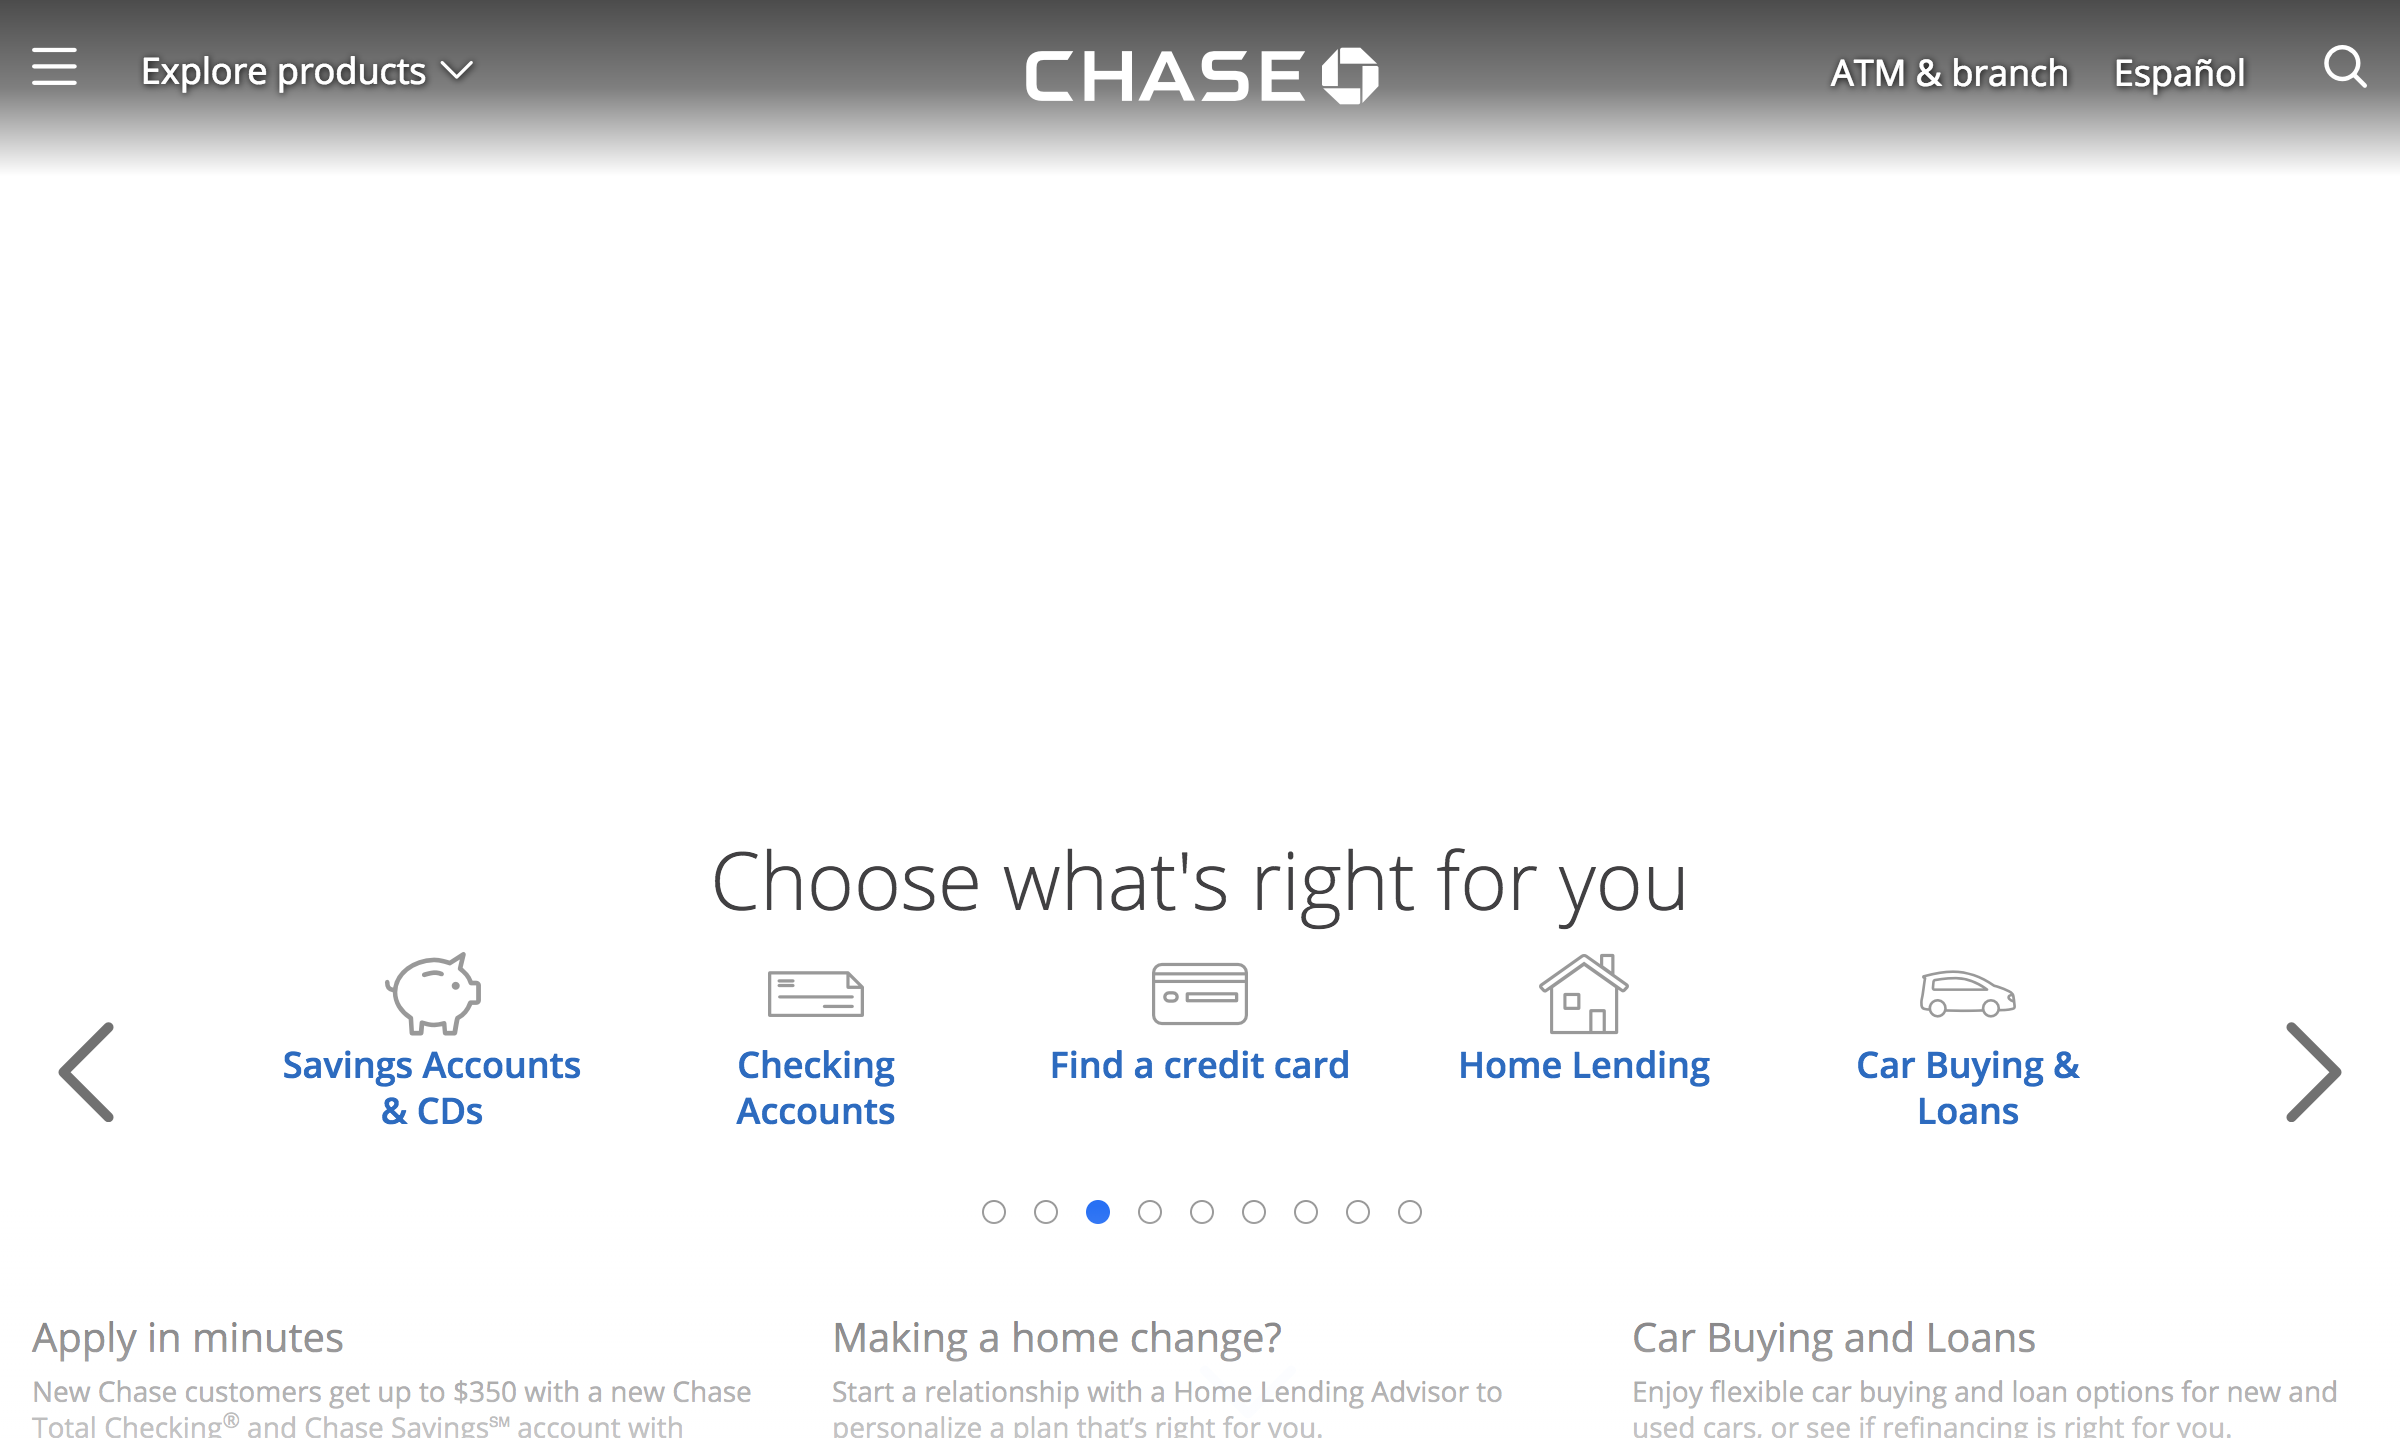 Explore products
CHASE
ATM & branch
Español
Choose what's right for you
Savings Accounts
& CDs
Checking
Accounts
Find a credit card
Home Lending
Car Buying &
Loans
Apply in minutes
New Chase customers get up to $350 with a new Chase
Total Checking® and Chase Savings℠ account with
Making a home change?
Start a relationship with a Home Lending Advisor to
personalize a plan that’s right for you.
Car Buying and Loans
Enjoy flexible car buying and loan options for new and
used cars, or see if refinancing is right for you.